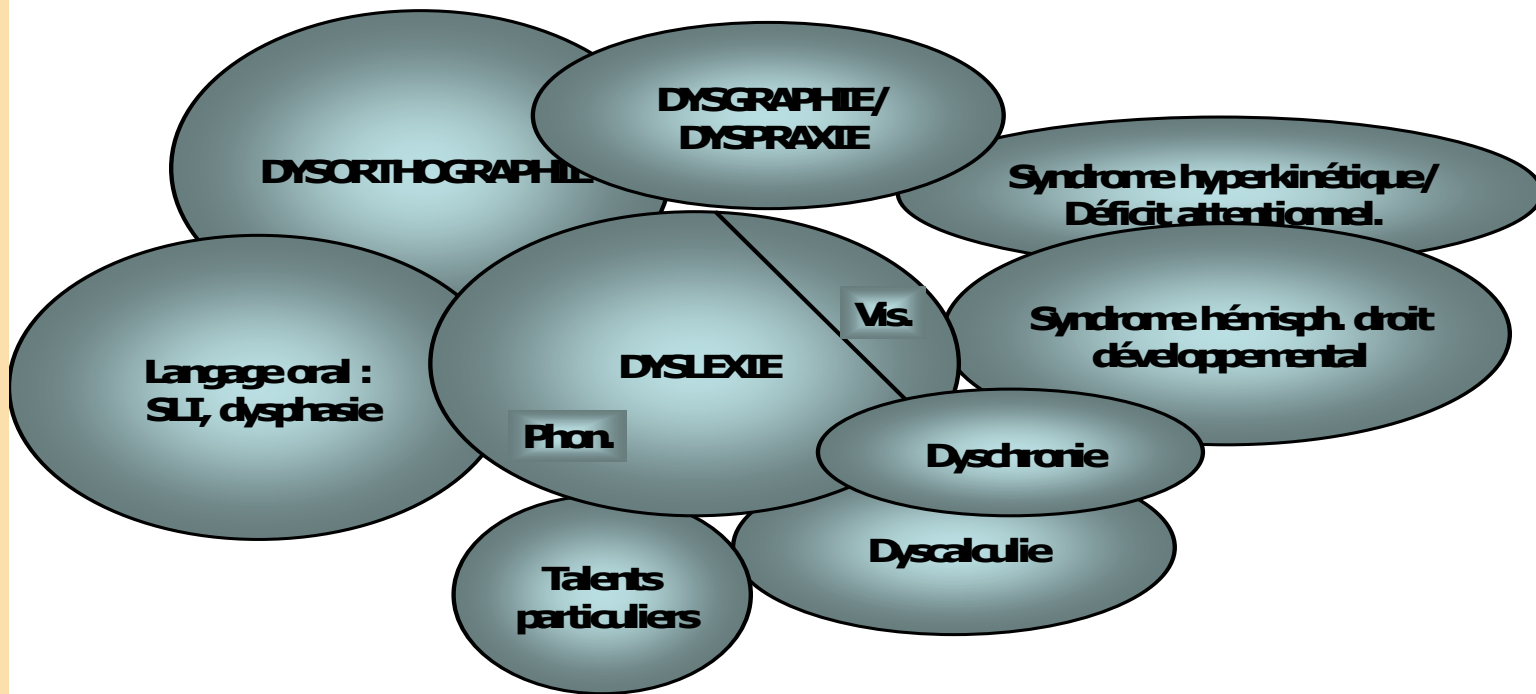 DYSGRAPHIE/
DYSPRAXIE
DYSORTHOGRAPHIE
Syndrome hyperkinétique/
Déficit attentionnel.
Vis.
Syndrome hémisph. droit
développemental
DYSLEXIE
Langage oral :
SLI, dysphasie
Phon.
Dyschronie
Dyscalculie
Talents
particuliers